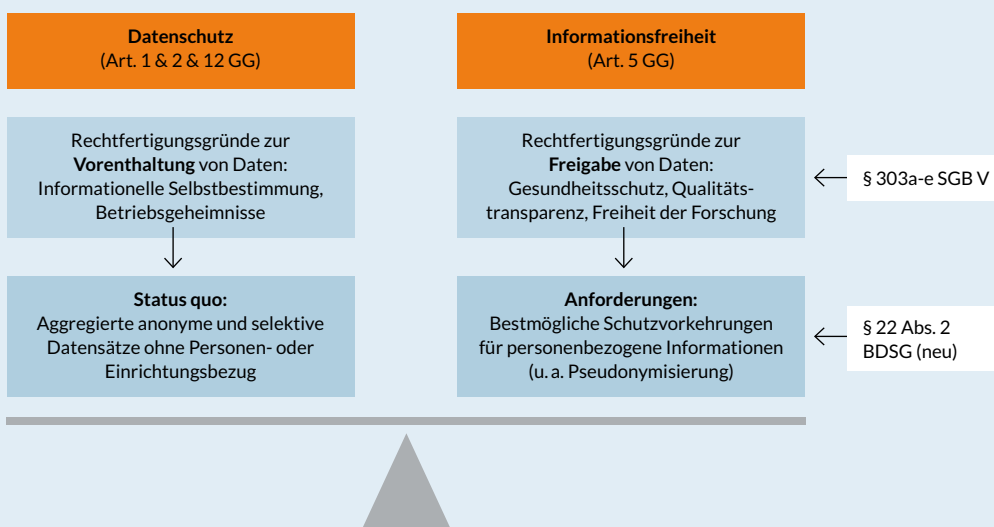 Datenschutz
(Art. 1 & 2 & 12 GG)
Rechtfertigungsgründe zur
Vorenthaltung von Daten:
Informationelle Selbstbestimmung,
Betriebsgeheimnisse
Status quo:
Aggregierte anonyme und selektive
Datensätze ohne Personen- oder
Einrichtungsbezug
Informationsfreiheit
(Art. 5 GG)
Rechtfertigungsgründe zur
Freigabe von Daten:
Gesundheitsschutz, Qualitäts-
transparenz, Freiheit der Forschung
§ 303a-e SGB V
Anforderungen:
Bestmögliche Schutzvorkehrungen
für personenbezogene Informationen
(u. a. Pseudonymisierung)
§ 22 Abs. 2
BDSG (neu)